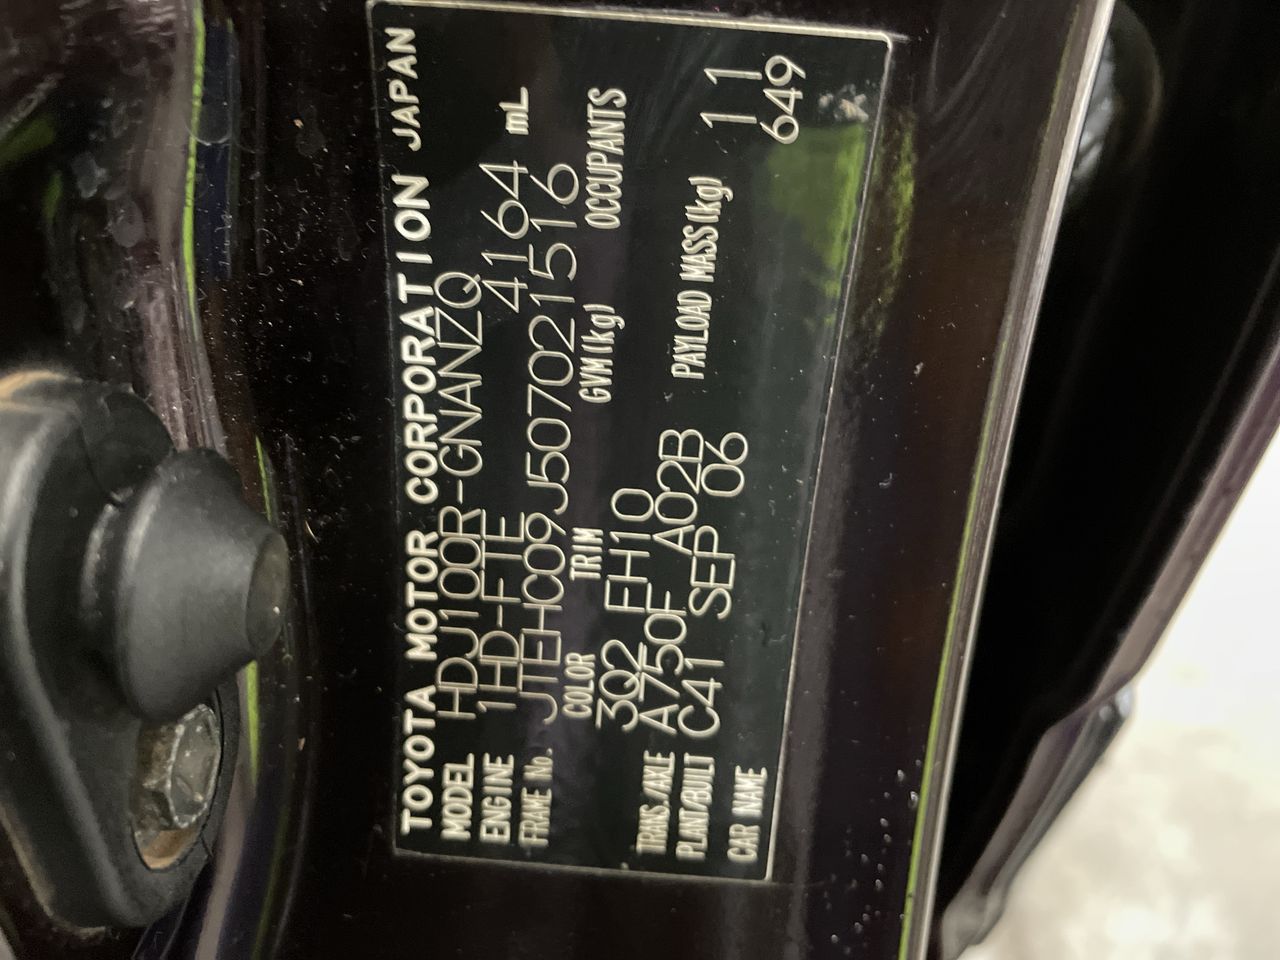 TOYOTA MOTOR CORPORATION JAPAN
MODEL HDJ100R-GNANZQ
ENGINE 1HD-FTE 4164 mL
FRAME No. JTEHC09J507021516
COLOR TRIM GVM(kg) OCCUPANTS
3Q2 FH10
TRANS./AXLE A750F A02B PAYLOAD MASS(kg) 11
PLANT/BUILT C41 SEP 06 649
CAR NAME